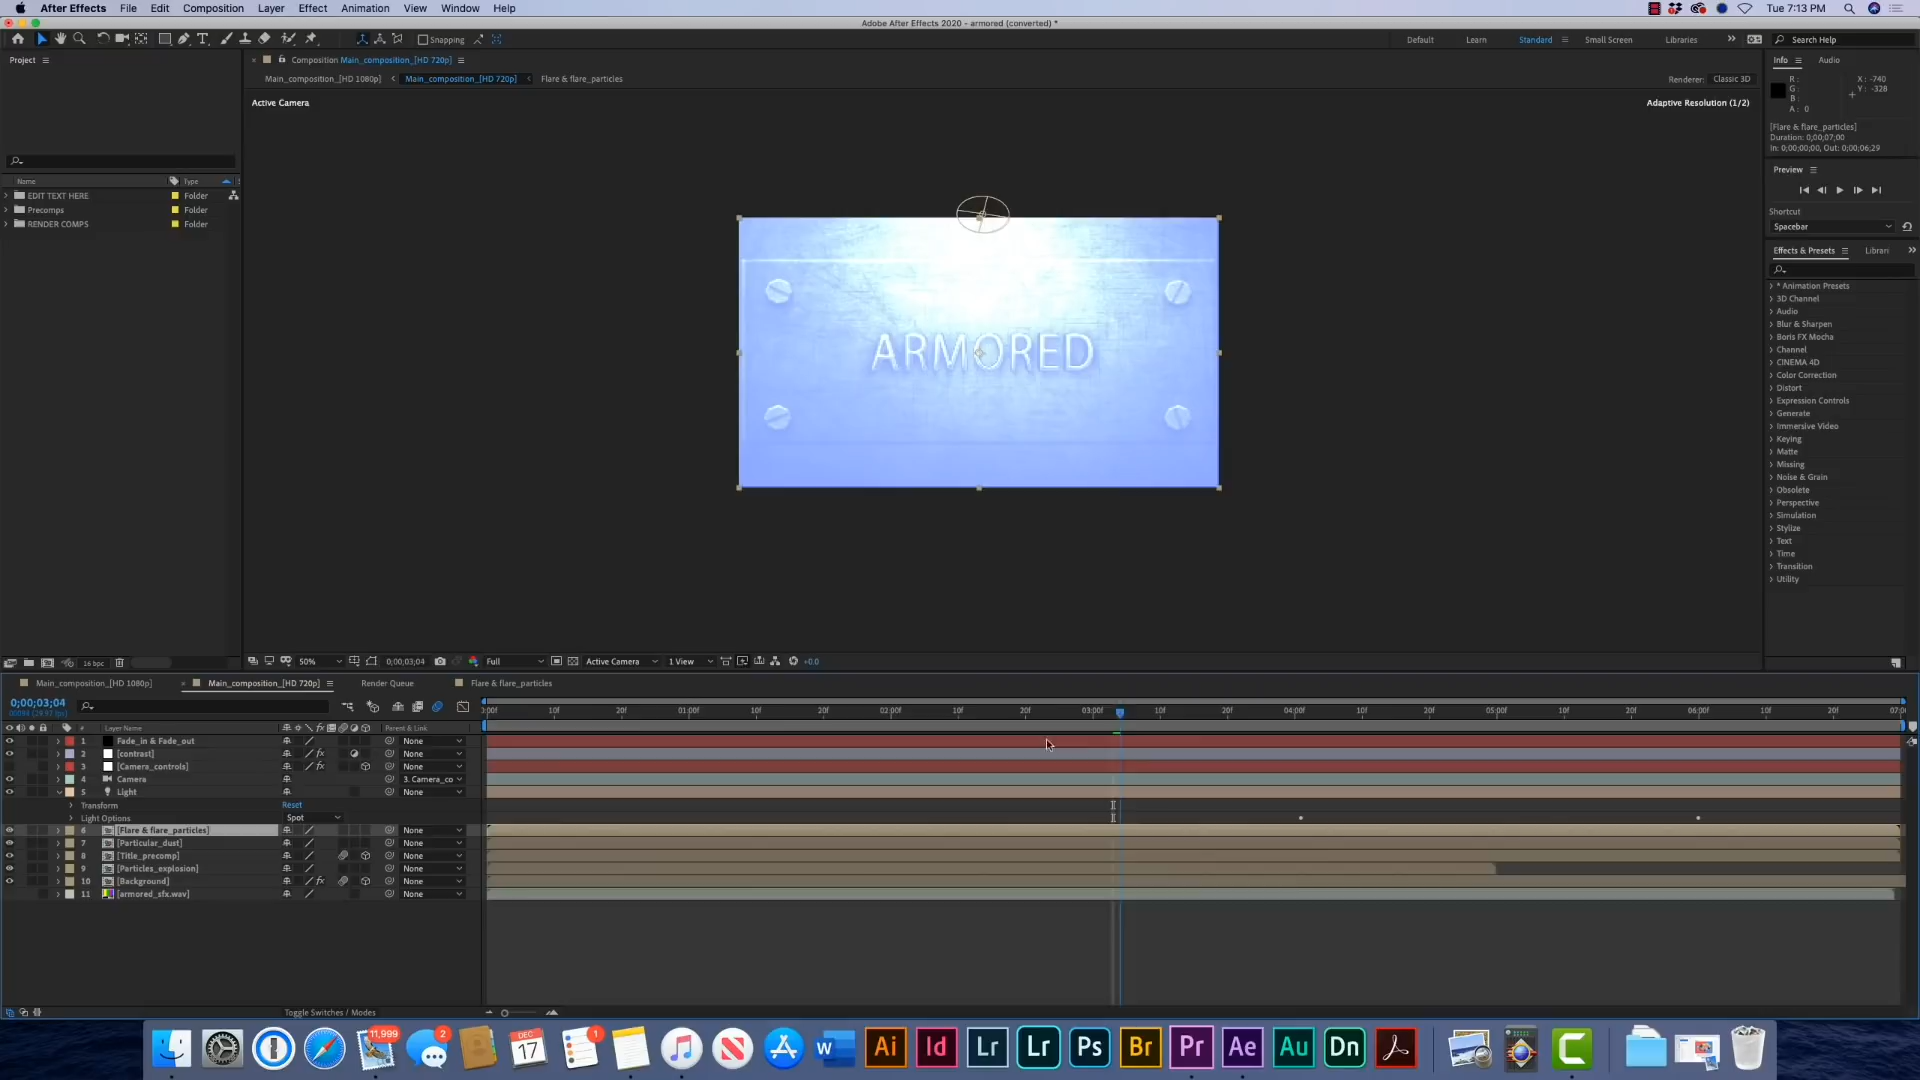 After Effects File Edit Composition Layer Effect Animation View Window Help Tue 7:13 PM
Adobe After Effects 2020 - armored (converted) *
Snapping Default Learn Standard Small Screen Libraries Search Help
Project
Composition Main_composition_[HD 720p]
Main_composition_[HD 1080p] Main_composition_[HD 720p] Flare & flare_particles Renderer: Classic 3D
Active Camera Adaptive Resolution (1/2)
Info Audio
R : X : -740
G : Y : -328
B :
A : 0
[Flare & flare_particles]
Duration: 0;00;07;00
In: 0;00;00;00, Out: 0;00;06;29
Preview
Shortcut
Spacebar
Effects & Presets Librari
Name Type
EDIT TEXT HERE Folder
Precomps Folder
RENDER COMPS Folder
ARMORED
* Animation Presets
3D Channel
Audio
Blur & Sharpen
Boris FX Mocha
Channel
CINEMA 4D
Color Correction
Distort
Expression Controls
Generate
Immersive Video
Keying
Matte
Missing
Noise & Grain
Obsolete
Perspective
Simulation
Stylize
Text
Time
Transition
Utility
16 bpc 50% 0;00;03;04 Full Active Camera 1 View +0.0
Main_composition_[HD 1080p] Main_composition_[HD 720p] Render Queue Flare & flare_particles
0;00;03;04
:00f 10f 20f 01:00f 10f 20f 02:00f 10f 20f 03:00f 10f 20f 04:00f 10f 20f 05:00f 10f 20f 06:00f 10f 20f 07:0
# Layer Name Parent & Link
1 Fade_in & Fade_out None
2 [contrast] None
3 [Camera_controls] None
4 Camera 3. Camera_co
5 Light None
Transform Reset
Light Options Spot
6 [Flare & flare_particles] None
7 [Particular_dust] None
8 [Title_precomp] None
9 [Particles_explosion] None
10 [Background] None
11 [armored_sfx.wav] None
Toggle Switches / Modes
11,999 2 DEC 17 1 W Ai Id Lr Lr Ps Br Pr Ae Au Dn